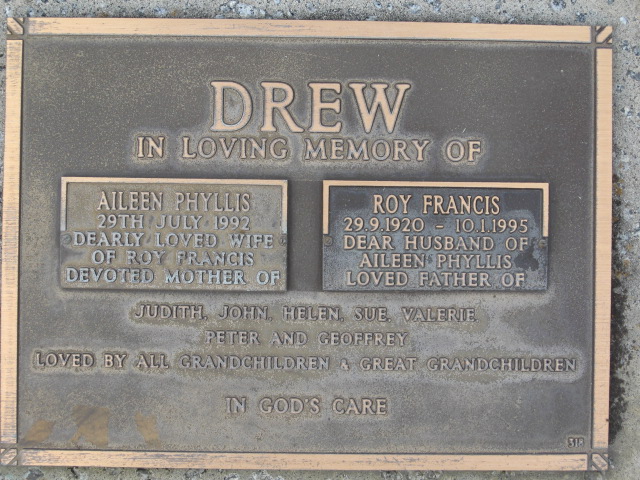 DREW
IN LOVING MEMORY OF
AILEEN PHYLLIS
29TH JULY 1992
DEARLY LOVED WIFE
OF ROY FRANCIS
DEVOTED MOTHER OF
ROY FRANCIS
29.9.1920 - 10.1.1995
DEAR HUSBAND OF
AILEEN PHYLLIS
LOVED FATHER OF
JUDITH, JOHN, HELEN, SUE, VALERIE,
PETER AND GEOFFREY
LOVED BY ALL GRANDCHILDREN & GREAT GRANDCHILDREN
IN GOD'S CARE
318